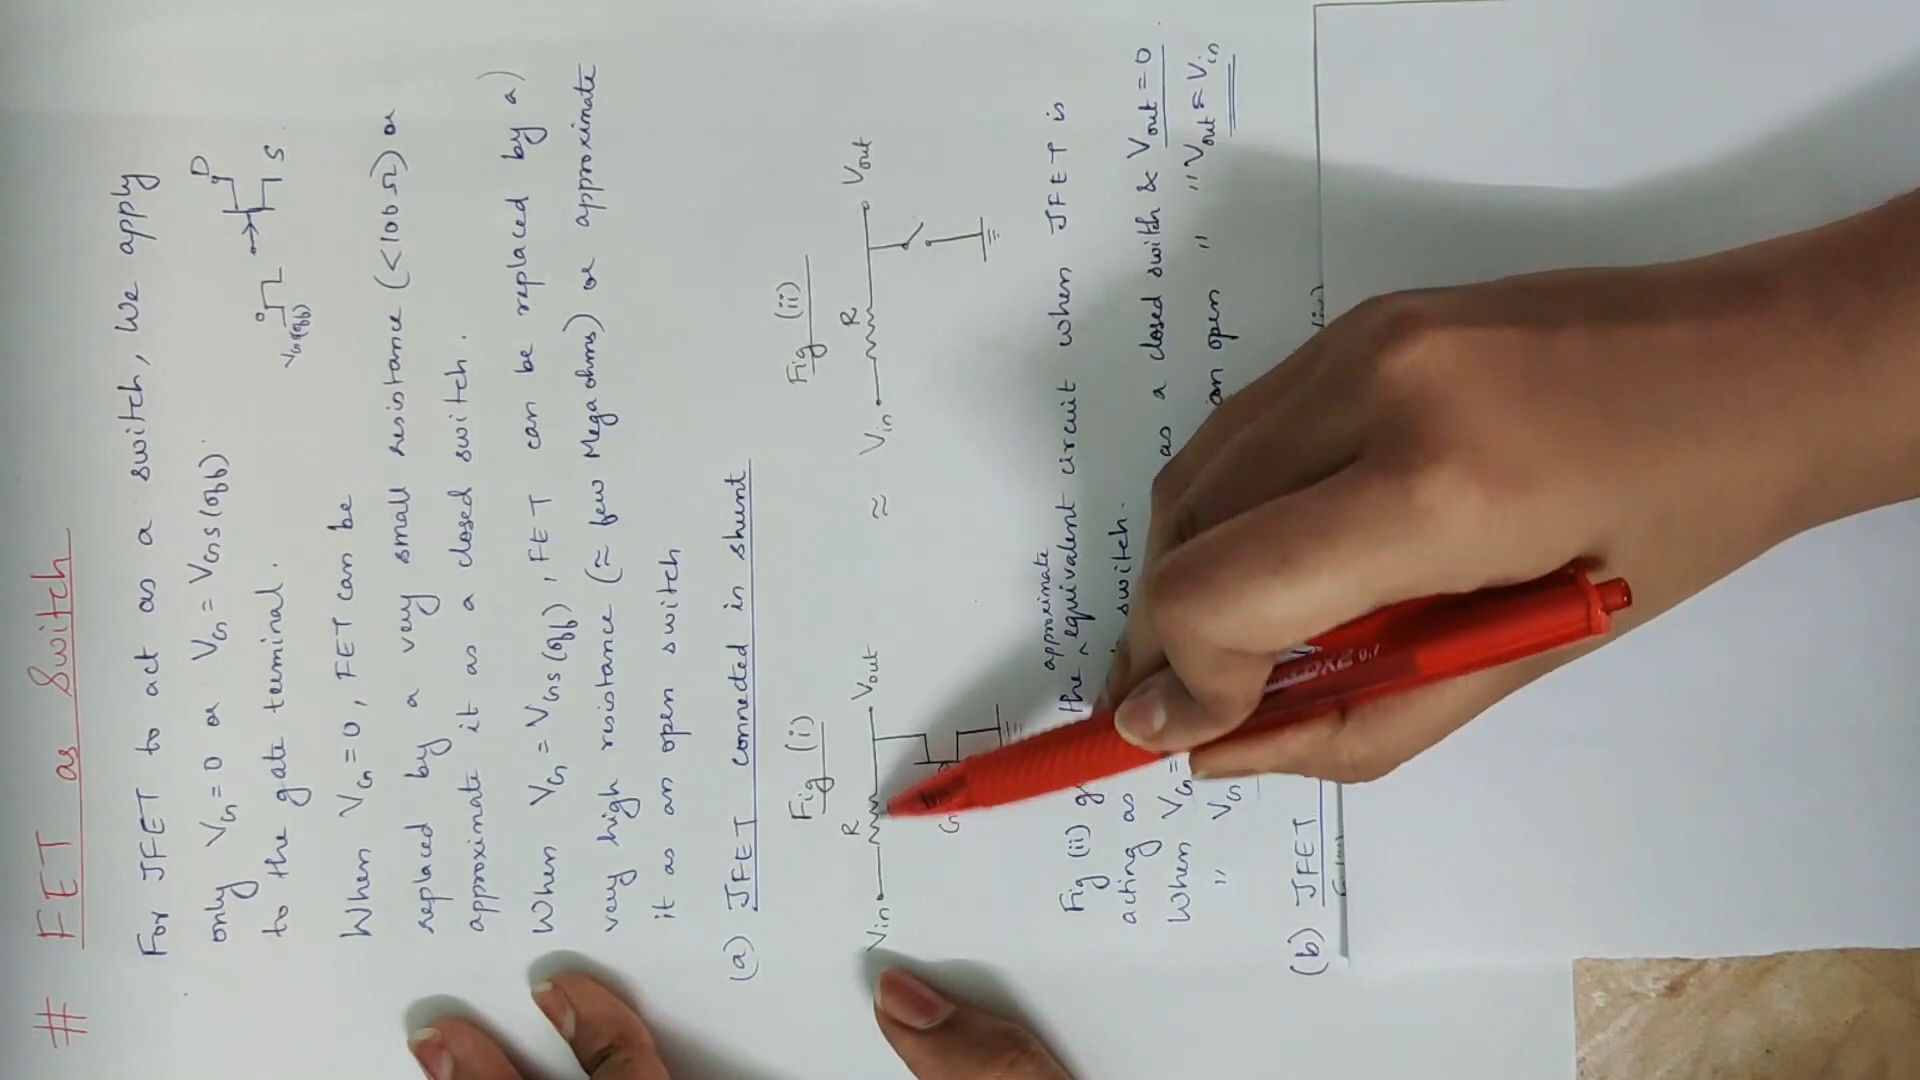 # FET as Switch
For JFET to act as a switch, We apply
only V_G = 0 or V_G = V_GS(off).
to the gate terminal.
D
S
V_GS(off)
When V_G = 0, FET can be
replaced by a very small resistance (<100 Ω) or
approximate it as a closed switch.
When V_G = V_GS(off), FET can be replaced by a)
very high resistance (≈ few Mega ohms) or approximate
it as an open switch
(a) JFET connected in shunt
Fig (i)
Fig (ii)
V_in R V_out ≈ V_in R V_out
G
approximate
Fig (ii) the ^ equivalent circuit when JFET is
acting as switch.
When V_G = as a closed switch & V_out = 0
" V_G an open " " V_out ≈ V_in
(b) JFET
0.7